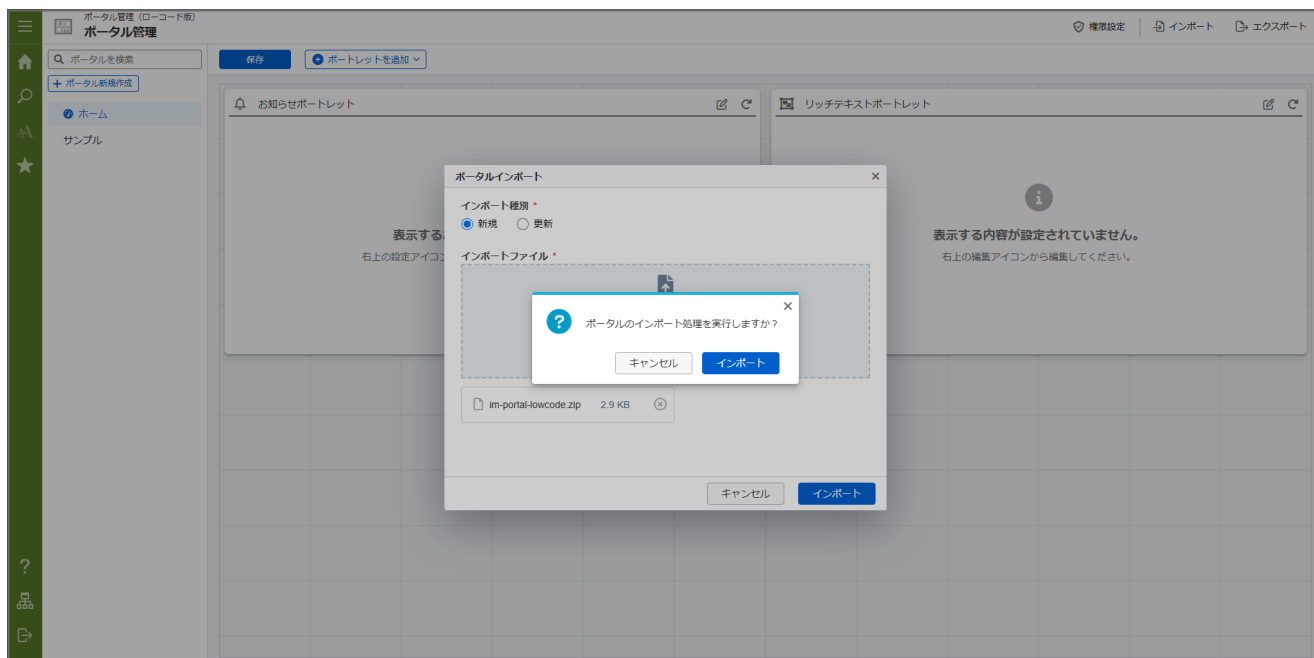 ポータル管理（ローコード版）
ポータル管理
権限設定
インポート
エクスポート
ポータルを検索
保存
ポートレットを追加
+ ポータル新規作成
ホーム
サンプル
お知らせポートレット
リッチテキストポートレット
ポータルインポート
インポート種別 *
新規
更新
表示する
右上の設定アイコ
インポートファイル *
表示する内容が設定されていません。
右上の編集アイコンから編集してください。
ポータルのインポート処理を実行しますか？
キャンセル
インポート
im-portal-lowcode.zip 2.9 KB
キャンセル
インポート